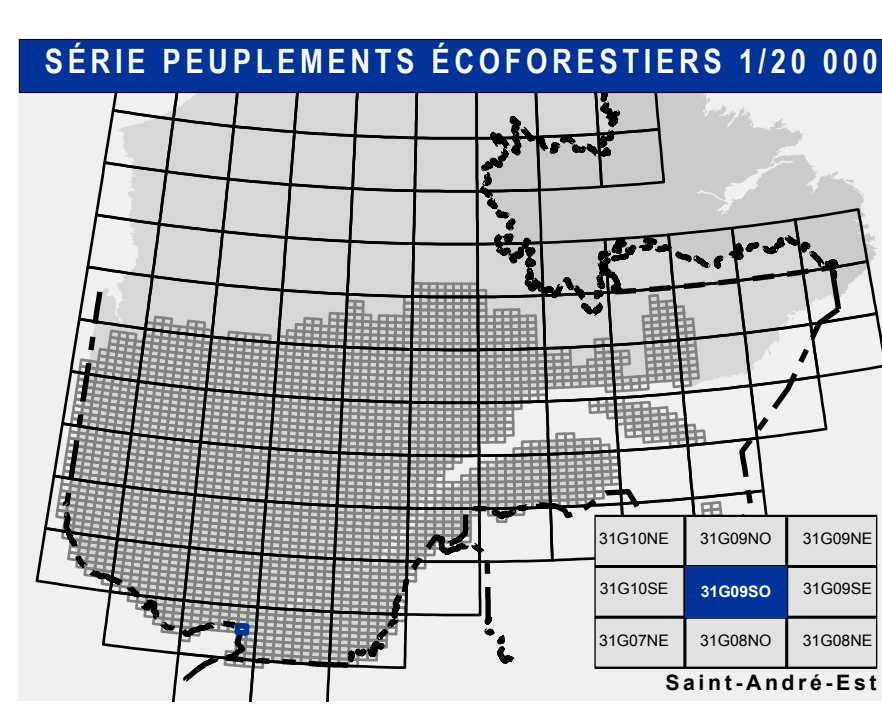 SÉRIE PEUPLEMENTS ÉCOFORESTIERS 1/20 000
31G10NE 31G09NO 31G09NE
31G10SE 31G09SO 31G09SE
31G07NE 31G08NO 31G08NE
Saint-André-Est